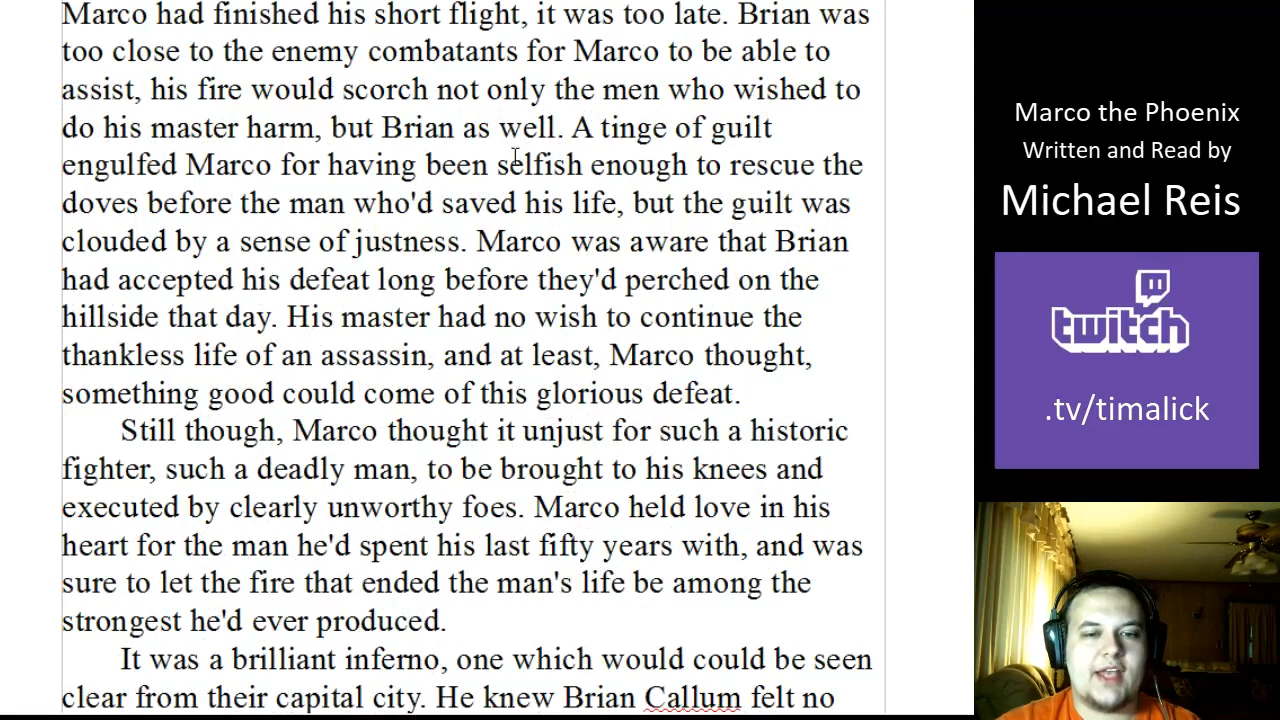 Marco had finished his short flight, it was too late. Brian was
too close to the enemy combatants for Marco to be able to
assist, his fire would scorch not only the men who wished to
do his master harm, but Brian as well. A tinge of guilt
engulfed Marco for having been selfish enough to rescue the
doves before the man who'd saved his life, but the guilt was
clouded by a sense of justness. Marco was aware that Brian
had accepted his defeat long before they'd perched on the
hillside that day. His master had no wish to continue the
thankless life of an assassin, and at least, Marco thought,
something good could come of this glorious defeat.
Still though, Marco thought it unjust for such a historic
fighter, such a deadly man, to be brought to his knees and
executed by clearly unworthy foes. Marco held love in his
heart for the man he'd spent his last fifty years with, and was
sure to let the fire that ended the man's life be among the
strongest he'd ever produced.
It was a brilliant inferno, one which would could be seen
clear from their capital city. He knew Brian Callum felt no
Marco the Phoenix
Written and Read by
Michael Reis
twitch
.tv/timalick